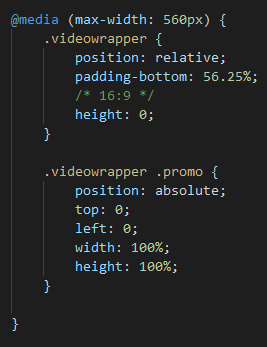 @media (max-width: 560px) {
    .videowrapper {
        position: relative;
        padding-bottom: 56.25%;
        /* 16:9 */
        height: 0;
    }

    .videowrapper .promo {
        position: absolute;
        top: 0;
        left: 0;
        width: 100%;
        height: 100%;
    }

}